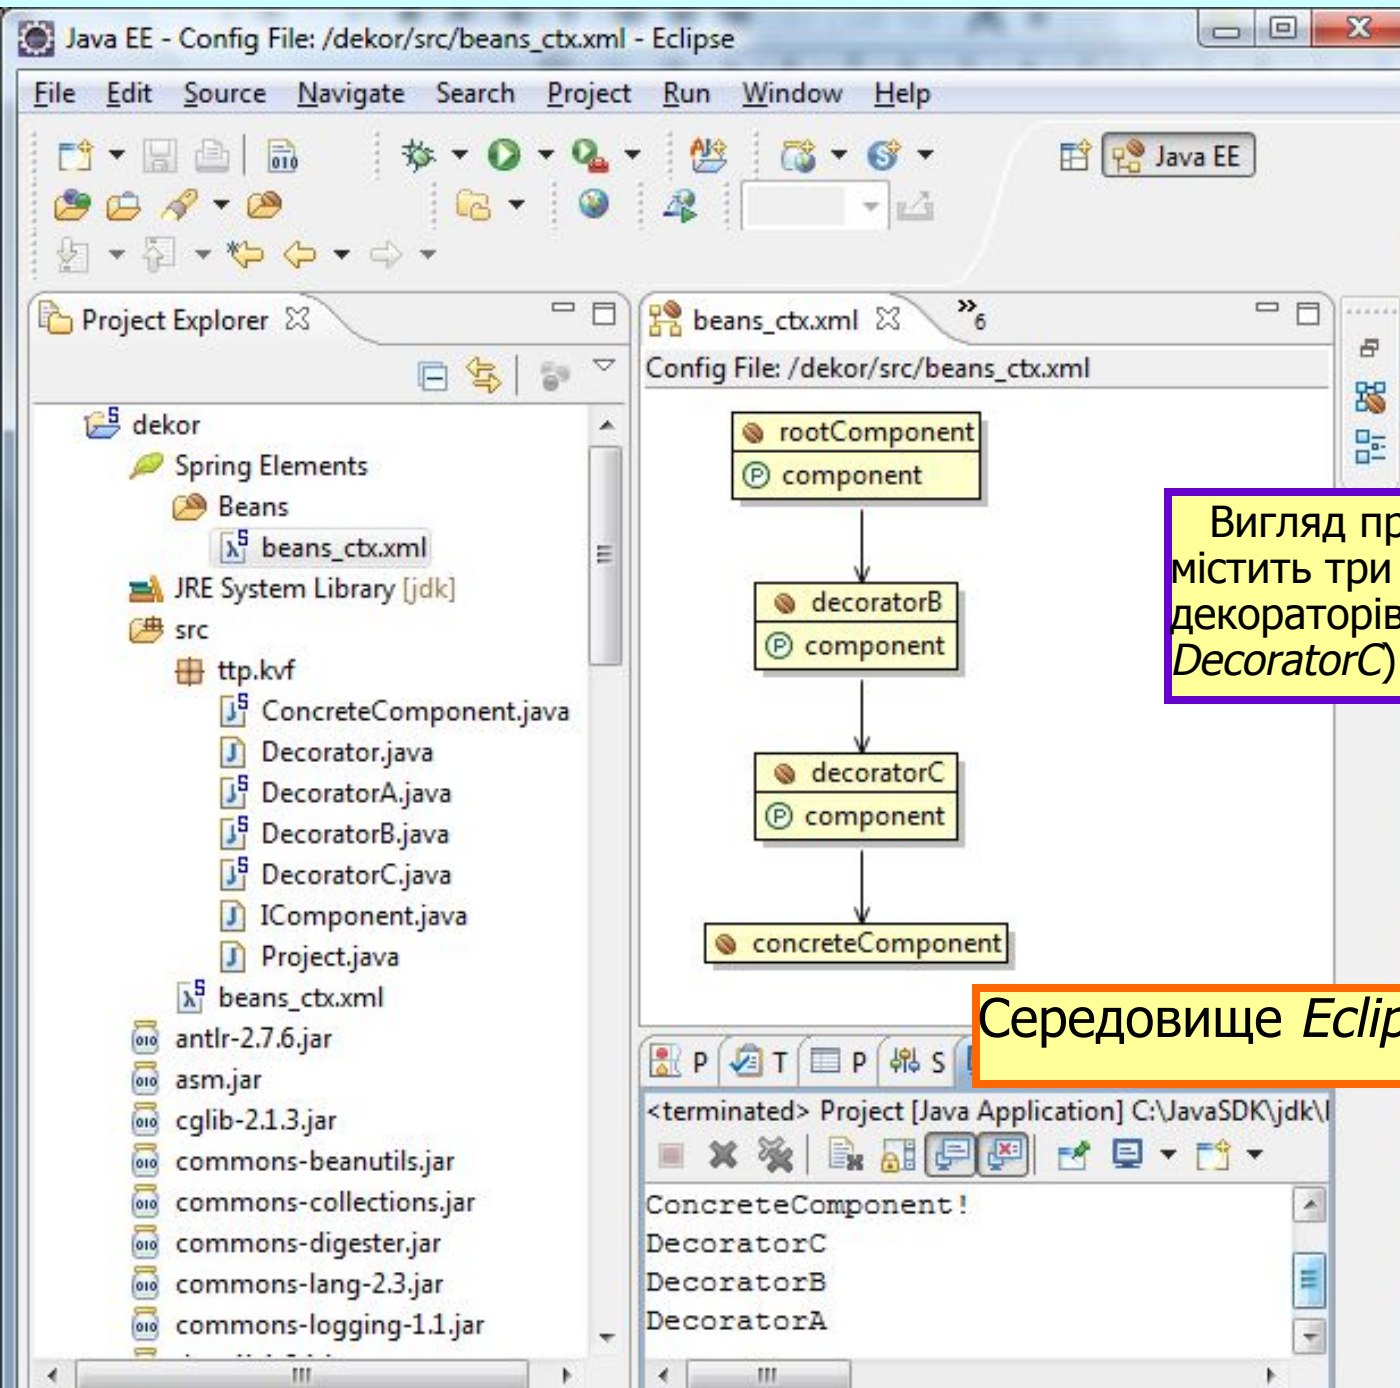 Java EE - Config File: /dekor/src/beans_ctx.xml - Eclipse
File Edit Source Navigate Search Project Run Window Help
Java EE
Project Explorer
dekor
Spring Elements
Beans
beans_ctx.xml
JRE System Library [jdk]
src
ttp.kvf
ConcreteComponent.java
Decorator.java
DecoratorA.java
DecoratorB.java
DecoratorC.java
IComponent.java
Project.java
beans_ctx.xml
antlr-2.7.6.jar
asm.jar
cglib-2.1.3.jar
commons-beanutils.jar
commons-collections.jar
commons-digester.jar
commons-lang-2.3.jar
commons-logging-1.1.jar
beans_ctx.xml
6
Config File: /dekor/src/beans_ctx.xml
rootComponent
component
decoratorB
component
decoratorC
component
concreteComponent
Вигляд
містить три
декораторів
DecoratorC)
Середовище
P T P S
<terminated> Project [Java Application] C:\JavaSDK\jdk\
ConcreteComponent!
DecoratorC
DecoratorB
DecoratorA